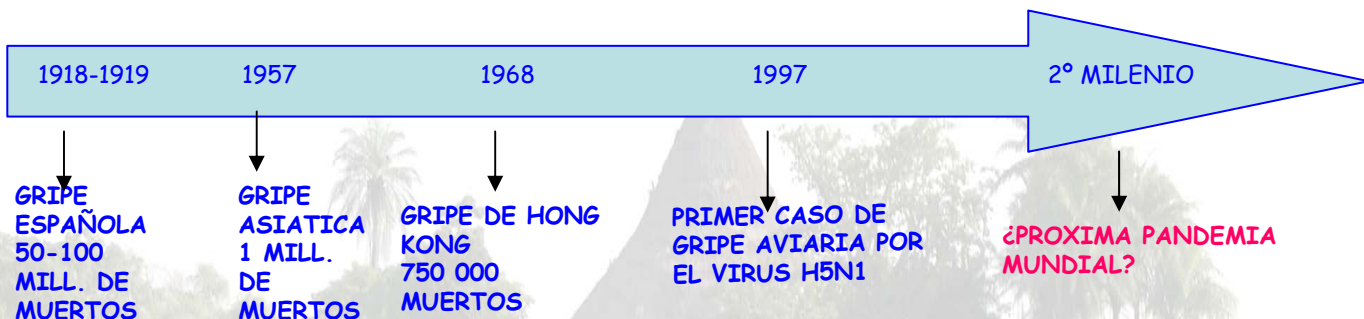 1918-1919 1957 1968 1997 2º MILENIO
GRIPE
ESPAÑOLA
50-100
MILL. DE
MUERTOS
GRIPE
ASIATICA
1 MILL.
DE
MUERTOS
GRIPE DE HONG
KONG
750 000
MUERTOS
PRIMER CASO DE
GRIPE AVIARIA POR
EL VIRUS H5N1
¿PROXIMA PANDEMIA
MUNDIAL?